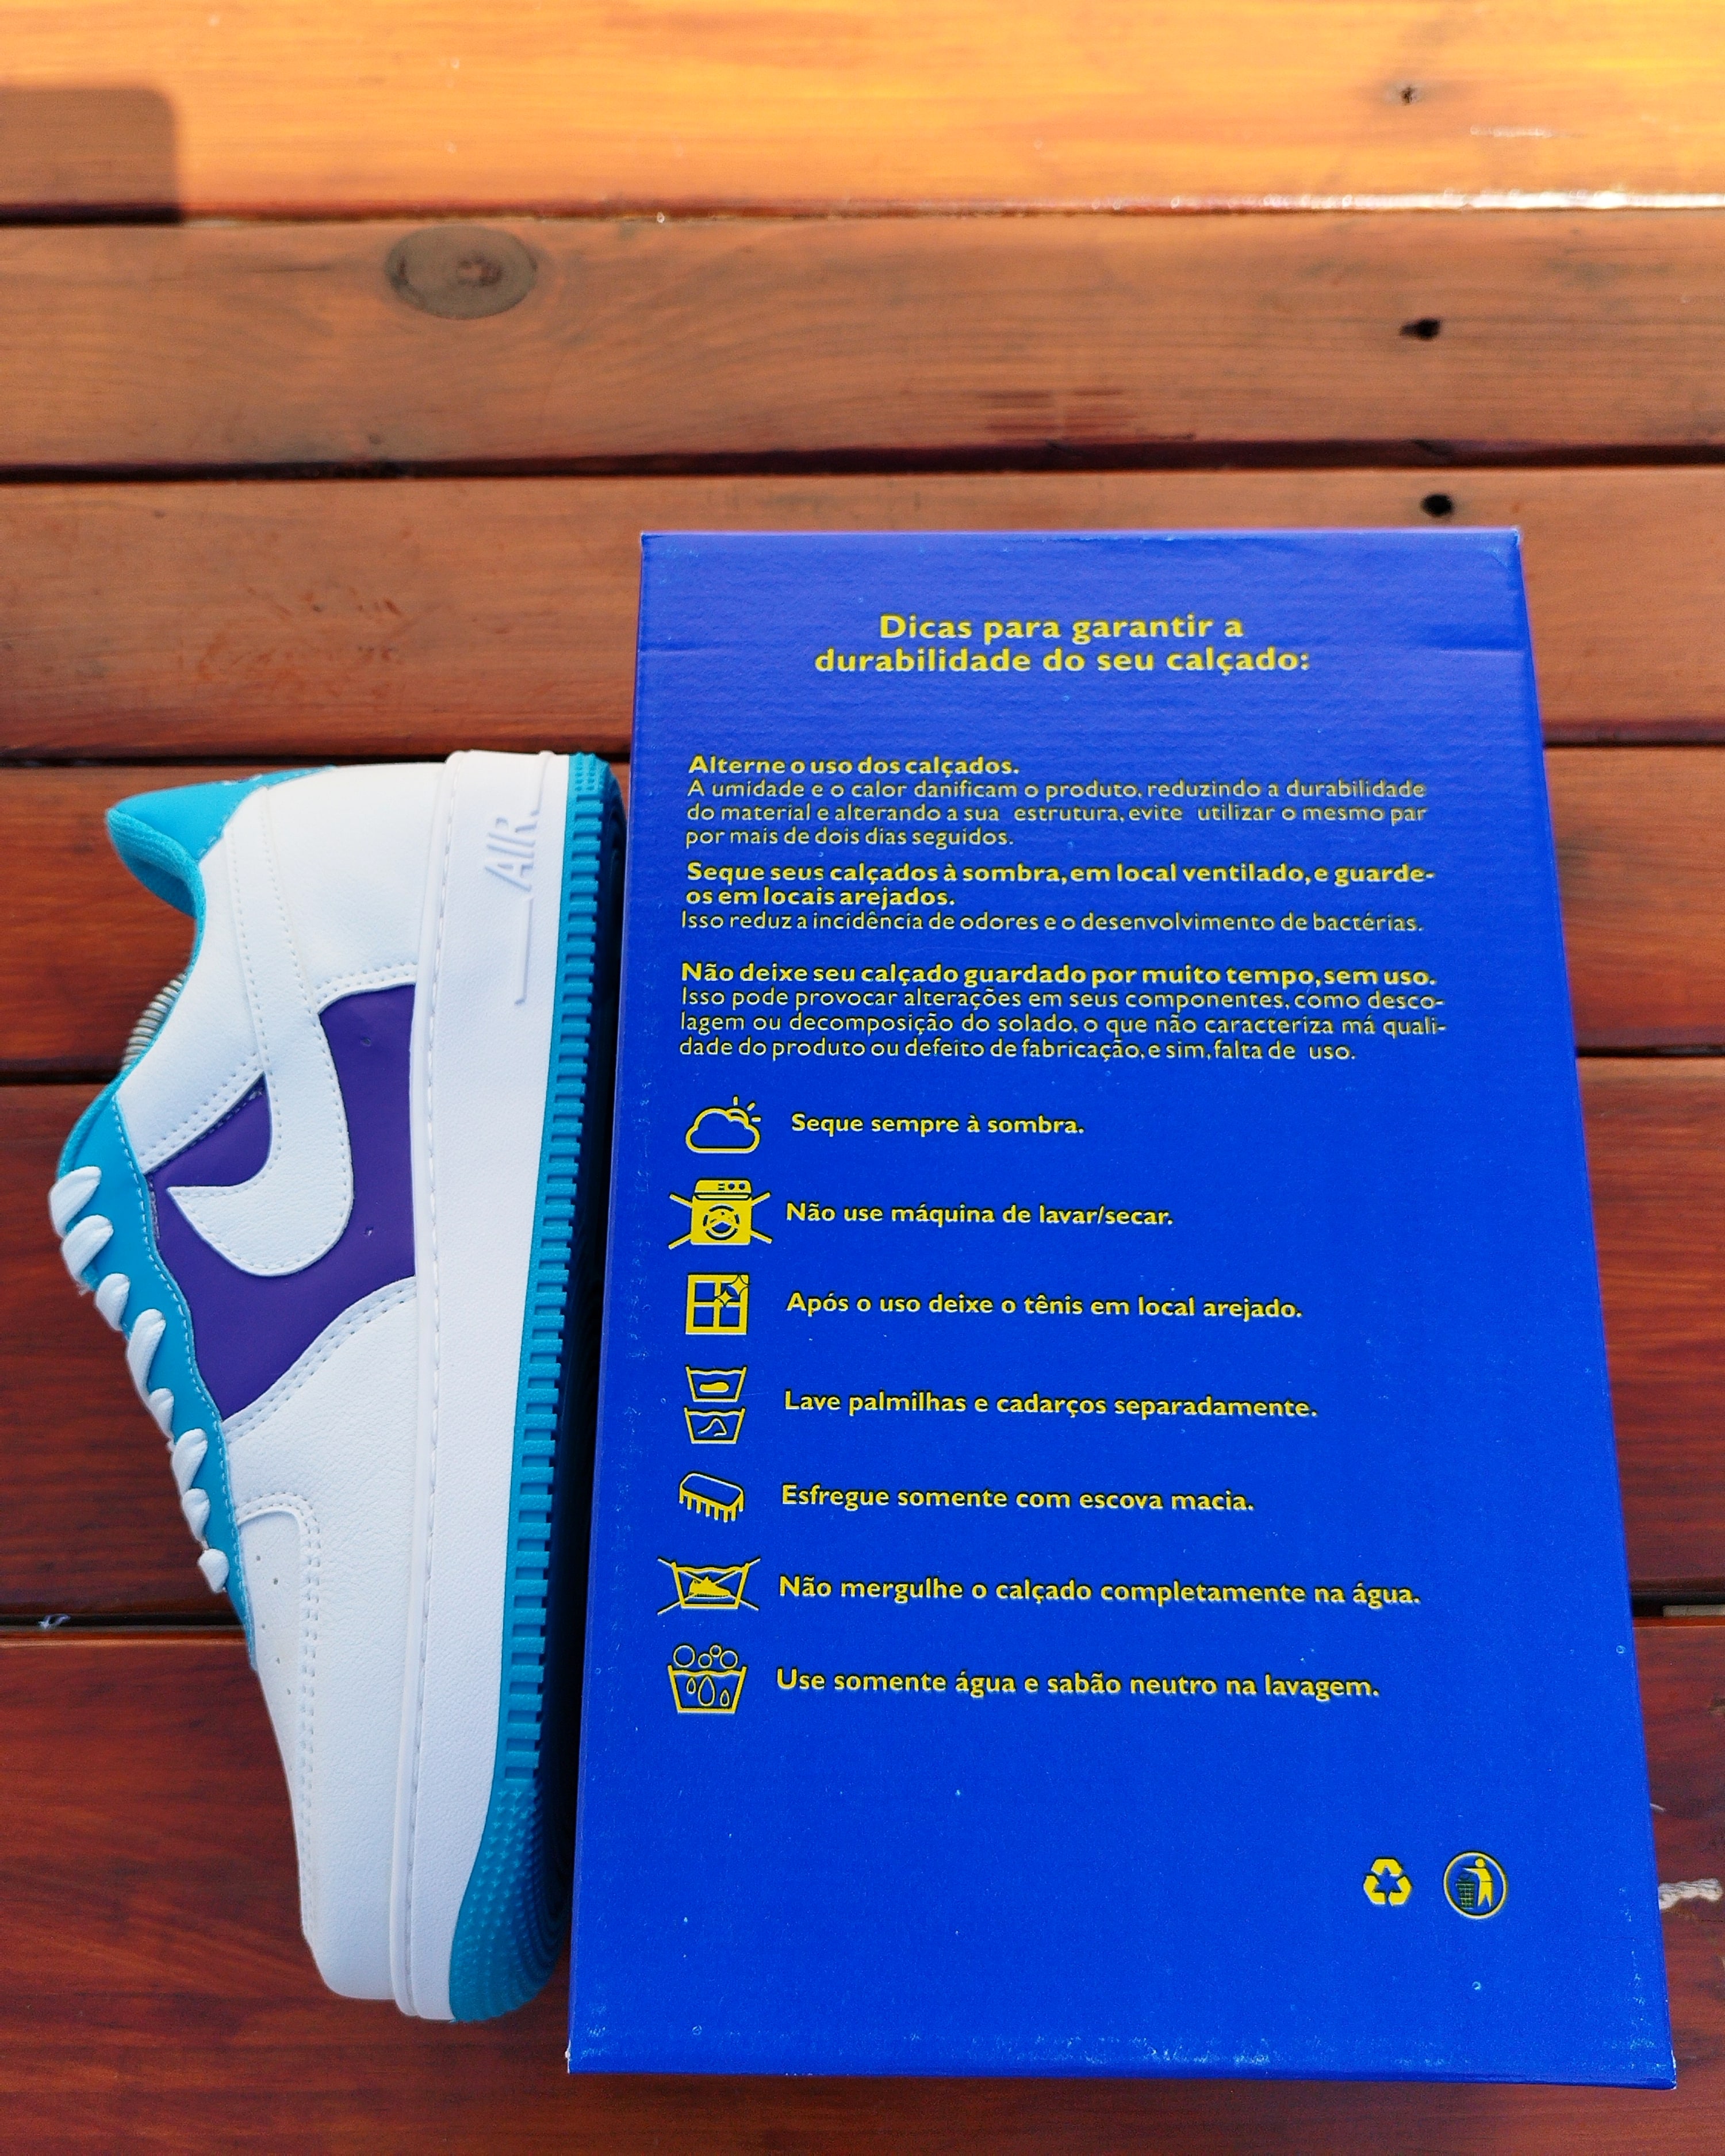 AIR
Dicas para garantir a
durabilidade do seu calçado:
Alterne o uso dos calçados.
A umidade e o calor danificam o produto, reduzindo a durabilidade
do material e alterando a sua estrutura, evite utilizar o mesmo par
por mais de dois dias seguidos.
Seque seus calçados à sombra, em local ventilado, e guarde-
os em locais arejados.
Isso reduz a incidência de odores e o desenvolvimento de bactérias.
Não deixe seu calçado guardado por muito tempo, sem uso.
Isso pode provocar alterações em seus componentes, como desco-
lagem ou decomposição do solado, o que não caracteriza má quali-
dade do produto ou defeito de fabricação, e sim, falta de uso.
Seque sempre à sombra.
Não use máquina de lavar/secar.
Após o uso deixe o tênis em local arejado.
Lave palmilhas e cadarços separadamente.
Esfregue somente com escova macia.
Não mergulhe o calçado completamente na água.
Use somente água e sabão neutro na lavagem.